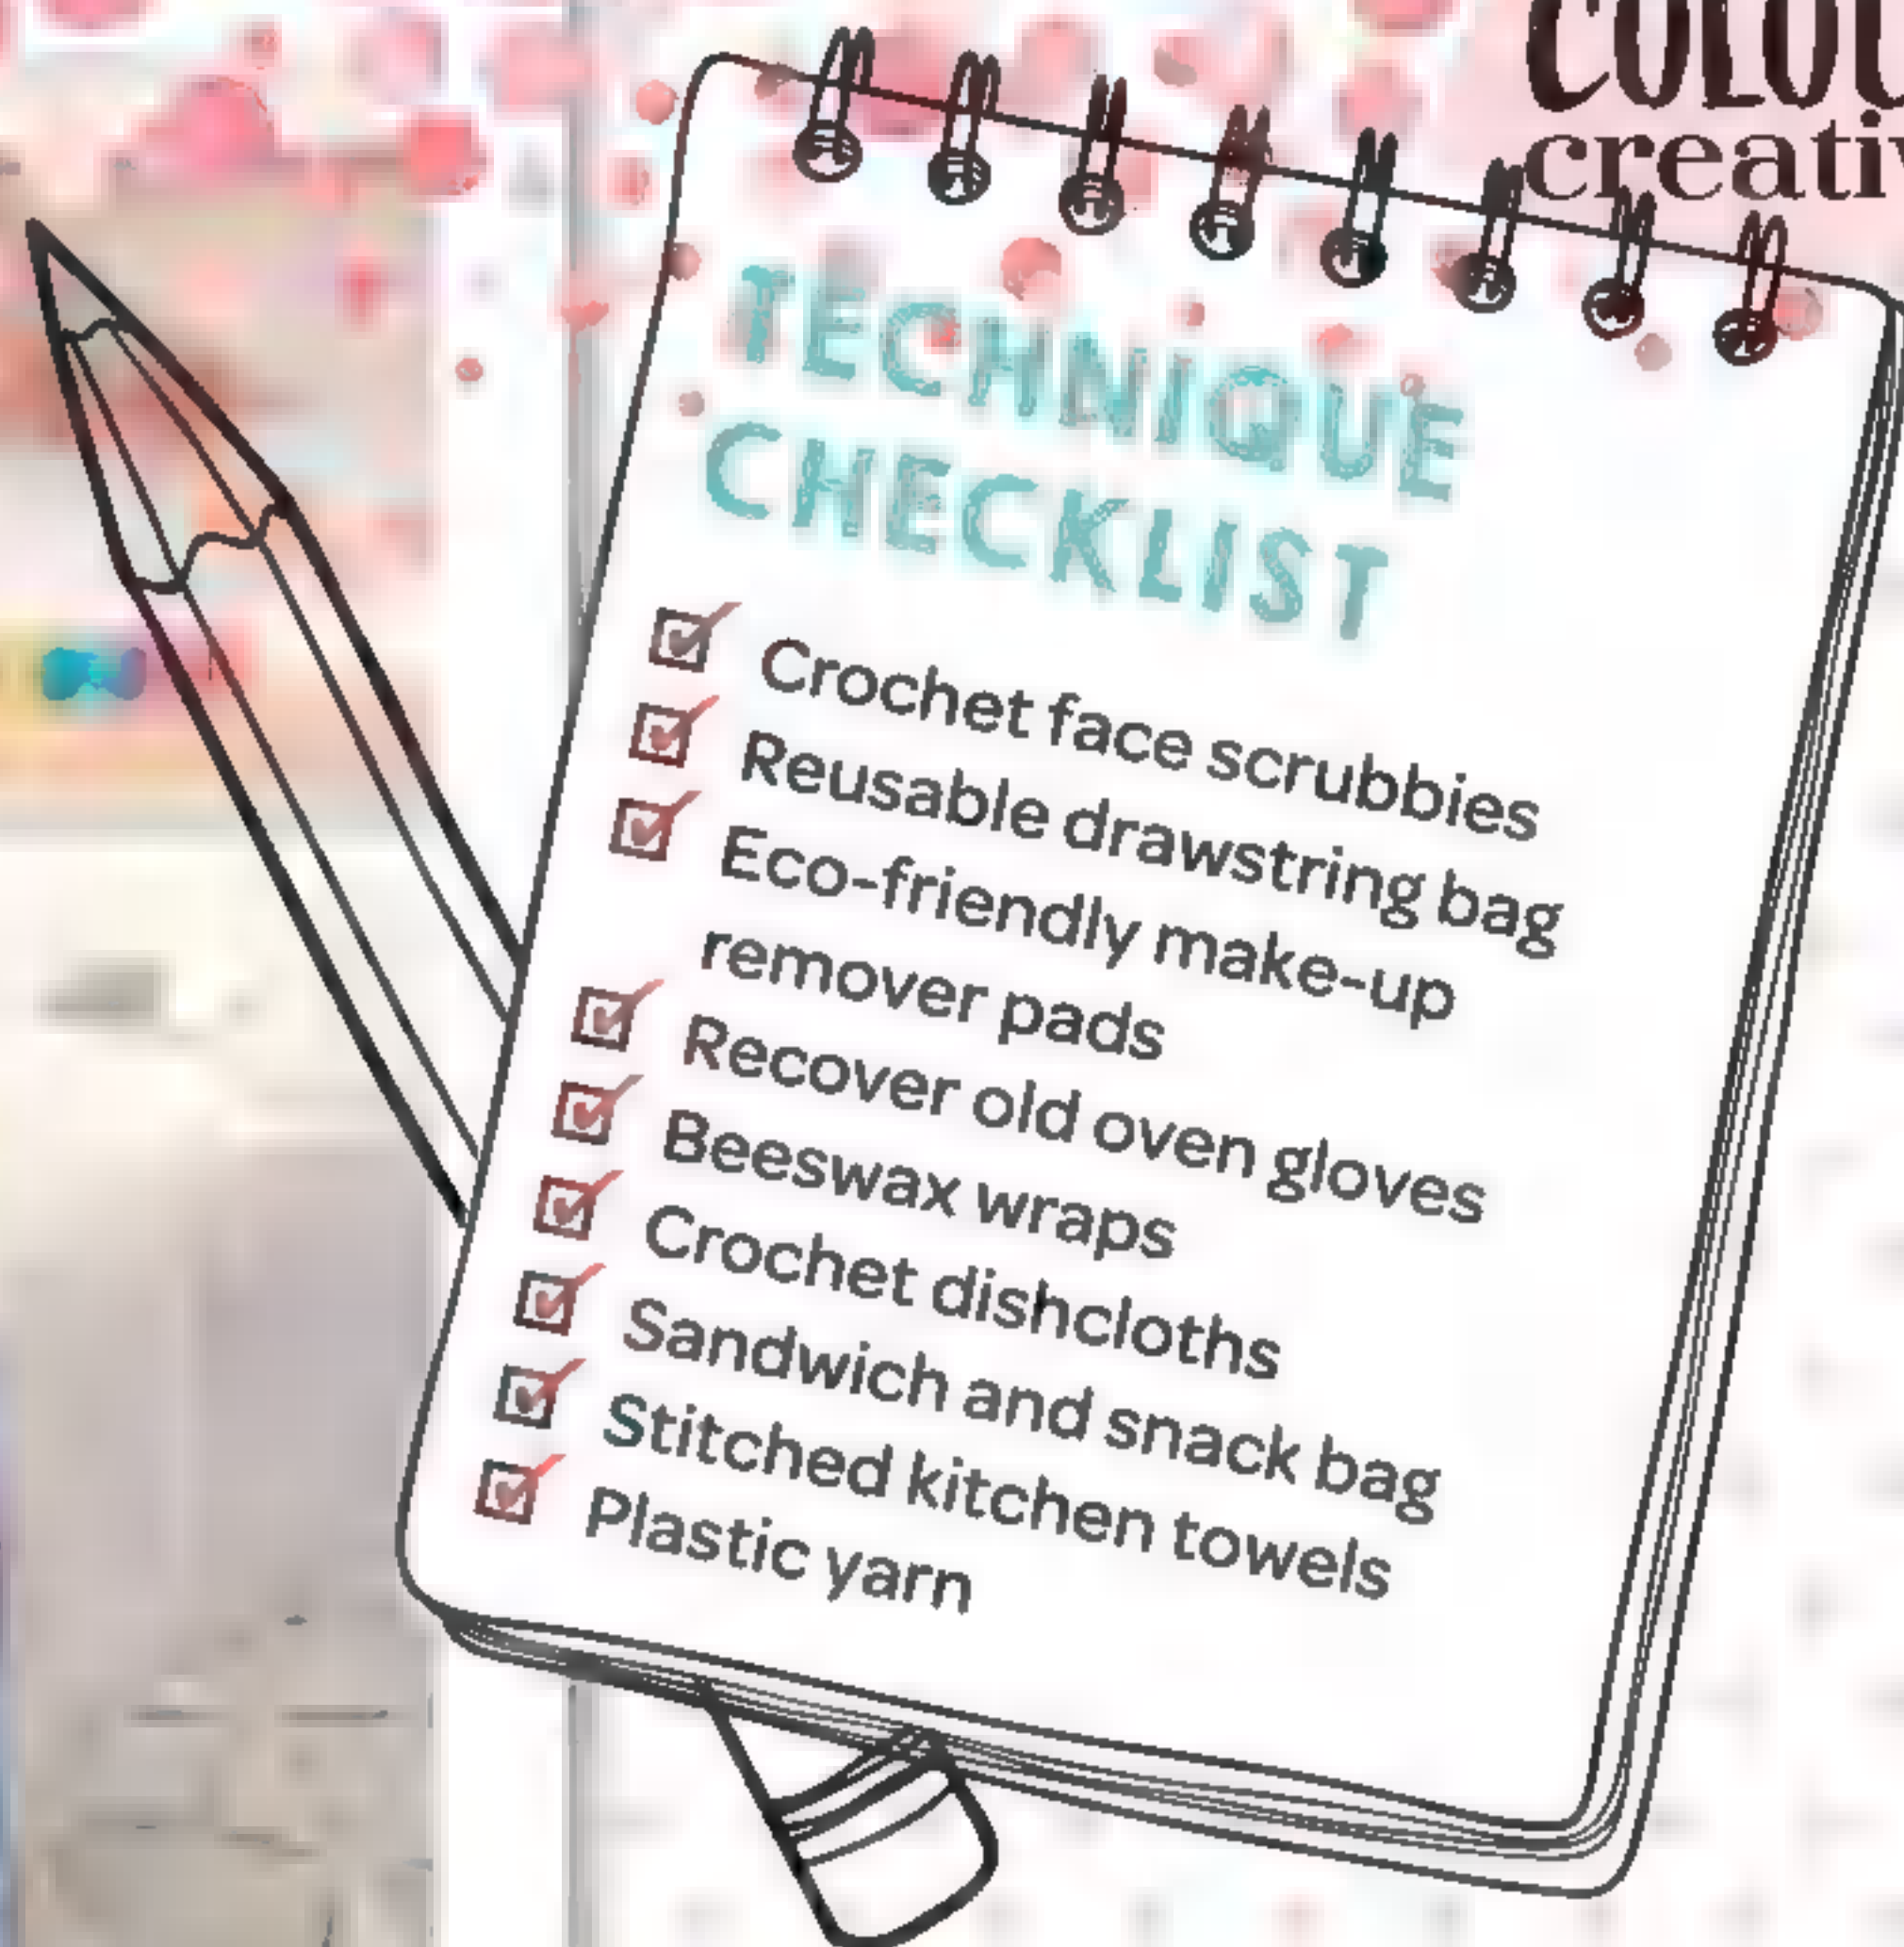 TECHNIQUE
CHECKLIST
Crochet face scrubbies
Reusable drawstring bag
Eco-friendly make-up
remover pads
Recover old oven gloves
Beeswax wraps
Crochet dishcloths
Sandwich and snack bag
Stitched kitchen towels
Plastic yarn